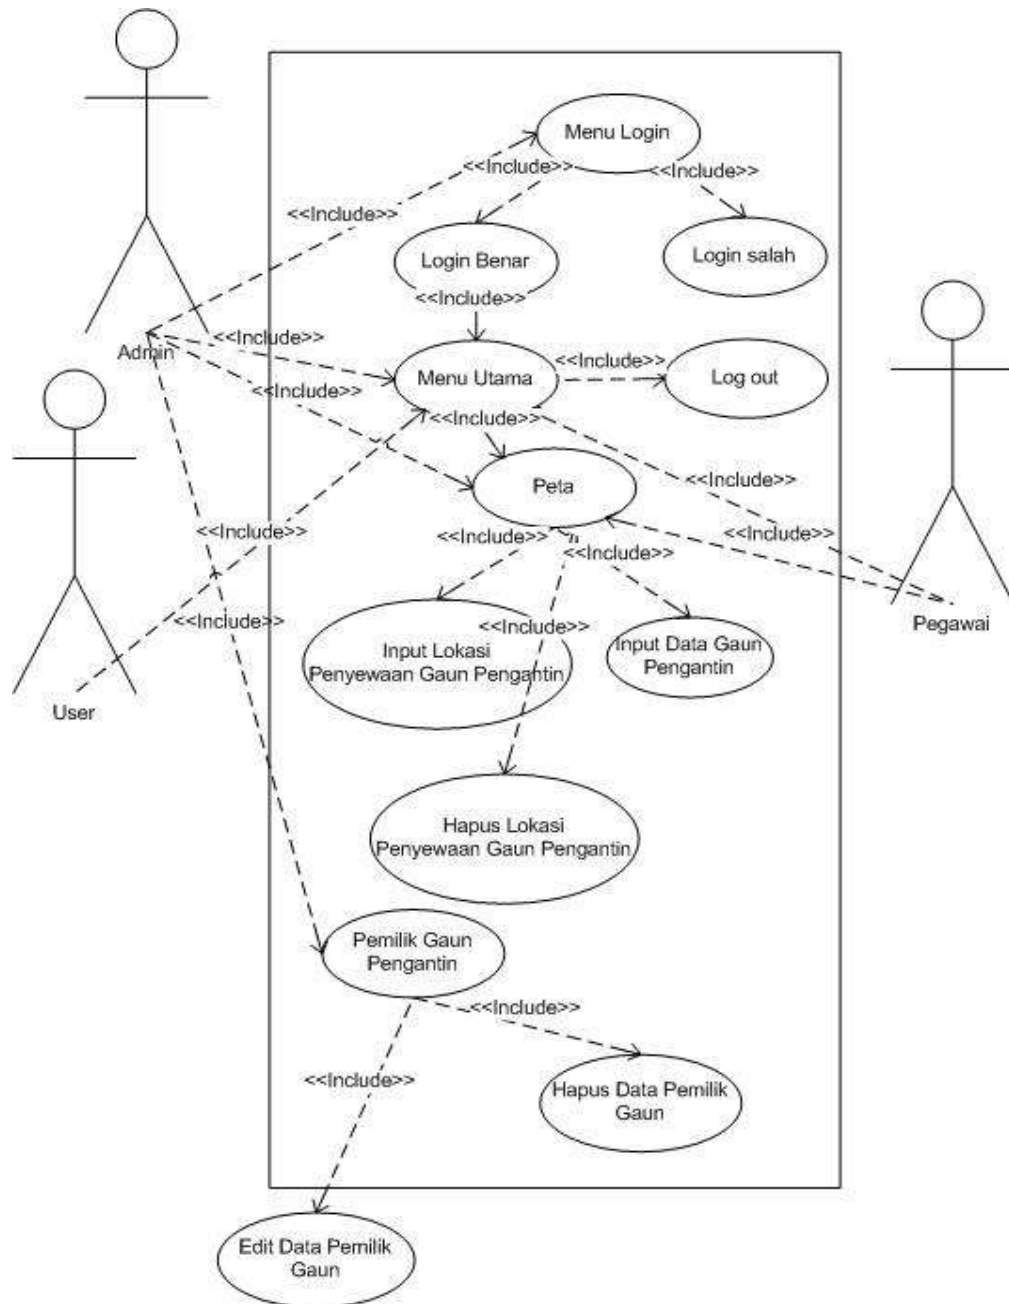 Menu Login
<<Include>>
<<Include>>
<<Include>>
Login Benar
Login salah
<<Include>>
Admin
<<Include>>
Menu Utama
<<Include>>
Log out
<<Include>>
<<Include>>
Peta
<<Include>>
<<Include>>
<<Include>>
<<Include>>
<<Include>>
<<Include>>
<<Include>>
Input Lokasi
Penyewaan Gaun Pengantin
Input Data Gaun
Pengantin
Pegawai
User
Hapus Lokasi
Penyewaan Gaun Pengantin
Pemilik Gaun
Pengantin
<<Include>>
<<Include>>
Hapus Data Pemilik
Gaun
Edit Data Pemilik
Gaun